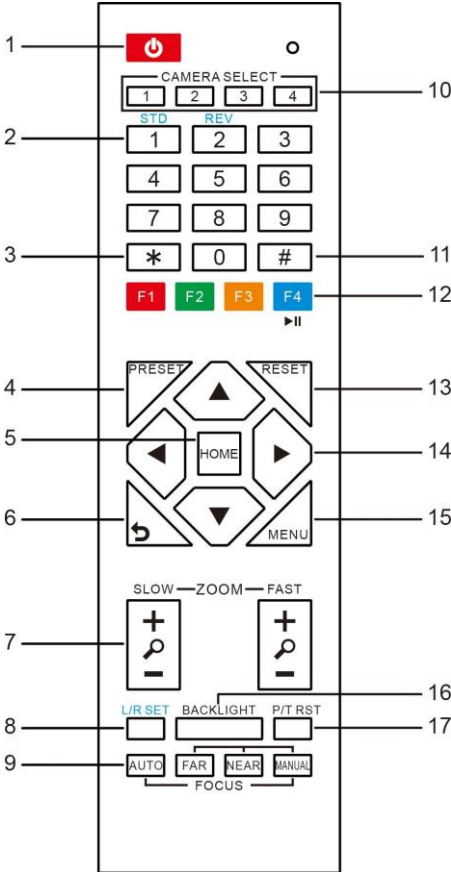 1
CAMERA SELECT
1 2 3 4 10
STD REV
2 1 2 3
4 5 6
7 8 9
3 * 0 # 11
F1 F2 F3 F4 12
4 PRESET RESET 13
5 HOME 14
6 MENU 15
SLOW ZOOM FAST
+ +
7
− −
16
L/R SET BACKLIGHT P/T RST
8 17
9 AUTO FAR NEAR MANUAL
FOCUS